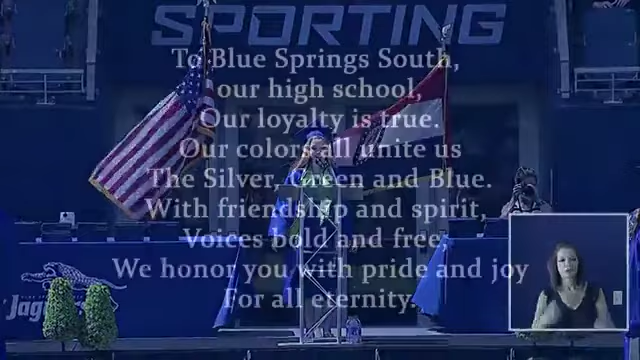 SPORTING
To Blue Springs South,
our high school,
Our loyalty is true.
Our colors all unite us
The Silver, Green and Blue.
With friendship and spirit,
Voices bold and free
We honor you with pride and joy
For all eternity.
Jaguars